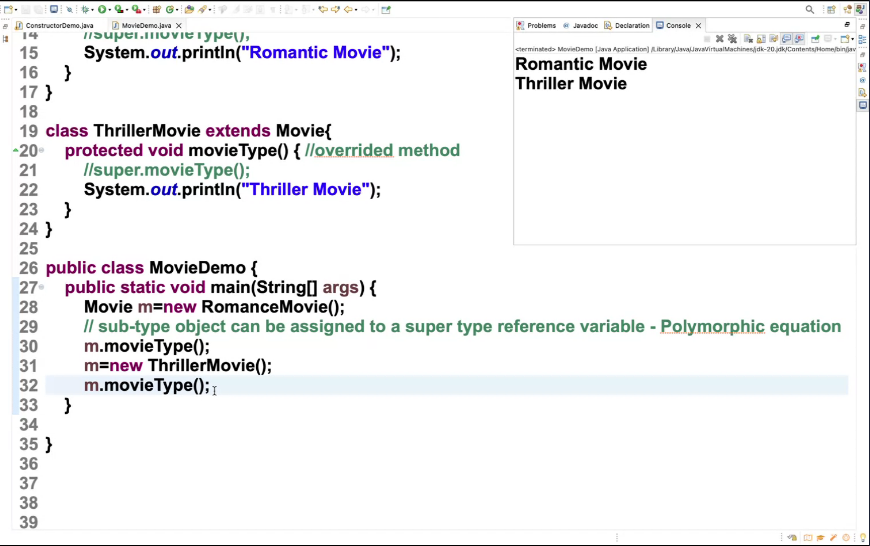 ConstructorDemo.java
MovieDemo.java
Problems
Javadoc
Declaration
Console
<terminated> MovieDemo [Java Application] /Library/Java/JavaVirtualMachines/jdk-20.jdk/Contents/Home/bin/jav
Romantic Movie
Thriller Movie
14 //super.movieType();
15 System.out.println("Romantic Movie");
16 }
17 }
18
19 class ThrillerMovie extends Movie{
20 protected void movieType() { //overrided method
21 //super.movieType();
22 System.out.println("Thriller Movie");
23 }
24 }
25
26 public class MovieDemo {
27 public static void main(String[] args) {
28 Movie m=new RomanceMovie();
29 // sub-type object can be assigned to a super type reference variable - Polymorphic equation
30 m.movieType();
31 m=new ThrillerMovie();
32 m.movieType();
33 }
34
35 }
36
37
38
39